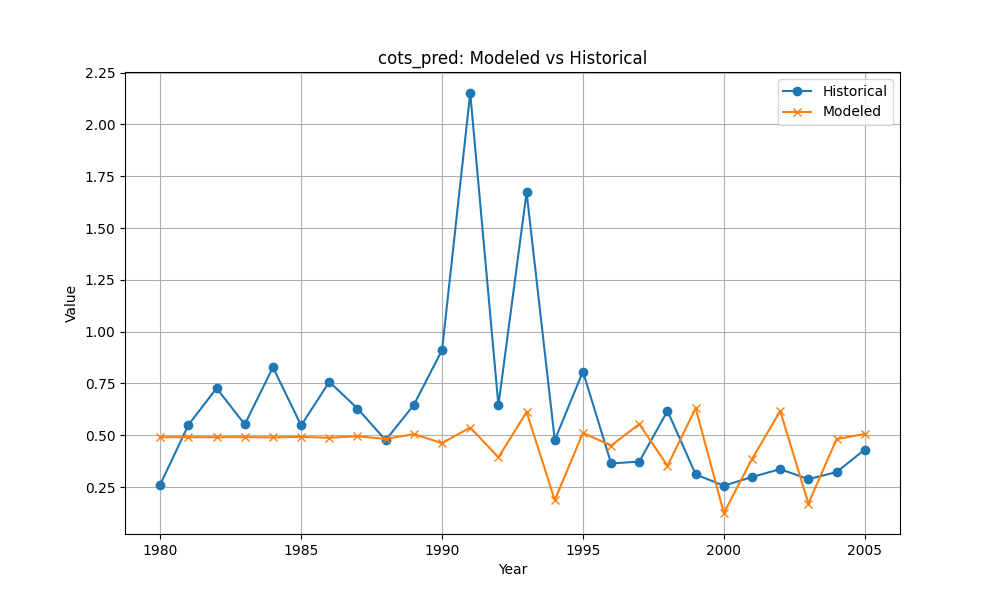 cots_pred: Modeled vs Historical
Historical
Modeled
Value
2.25
2.00
1.75
1.50
1.25
1.00
0.75
0.50
0.25
1980 1985 1990 1995 2000 2005
Year